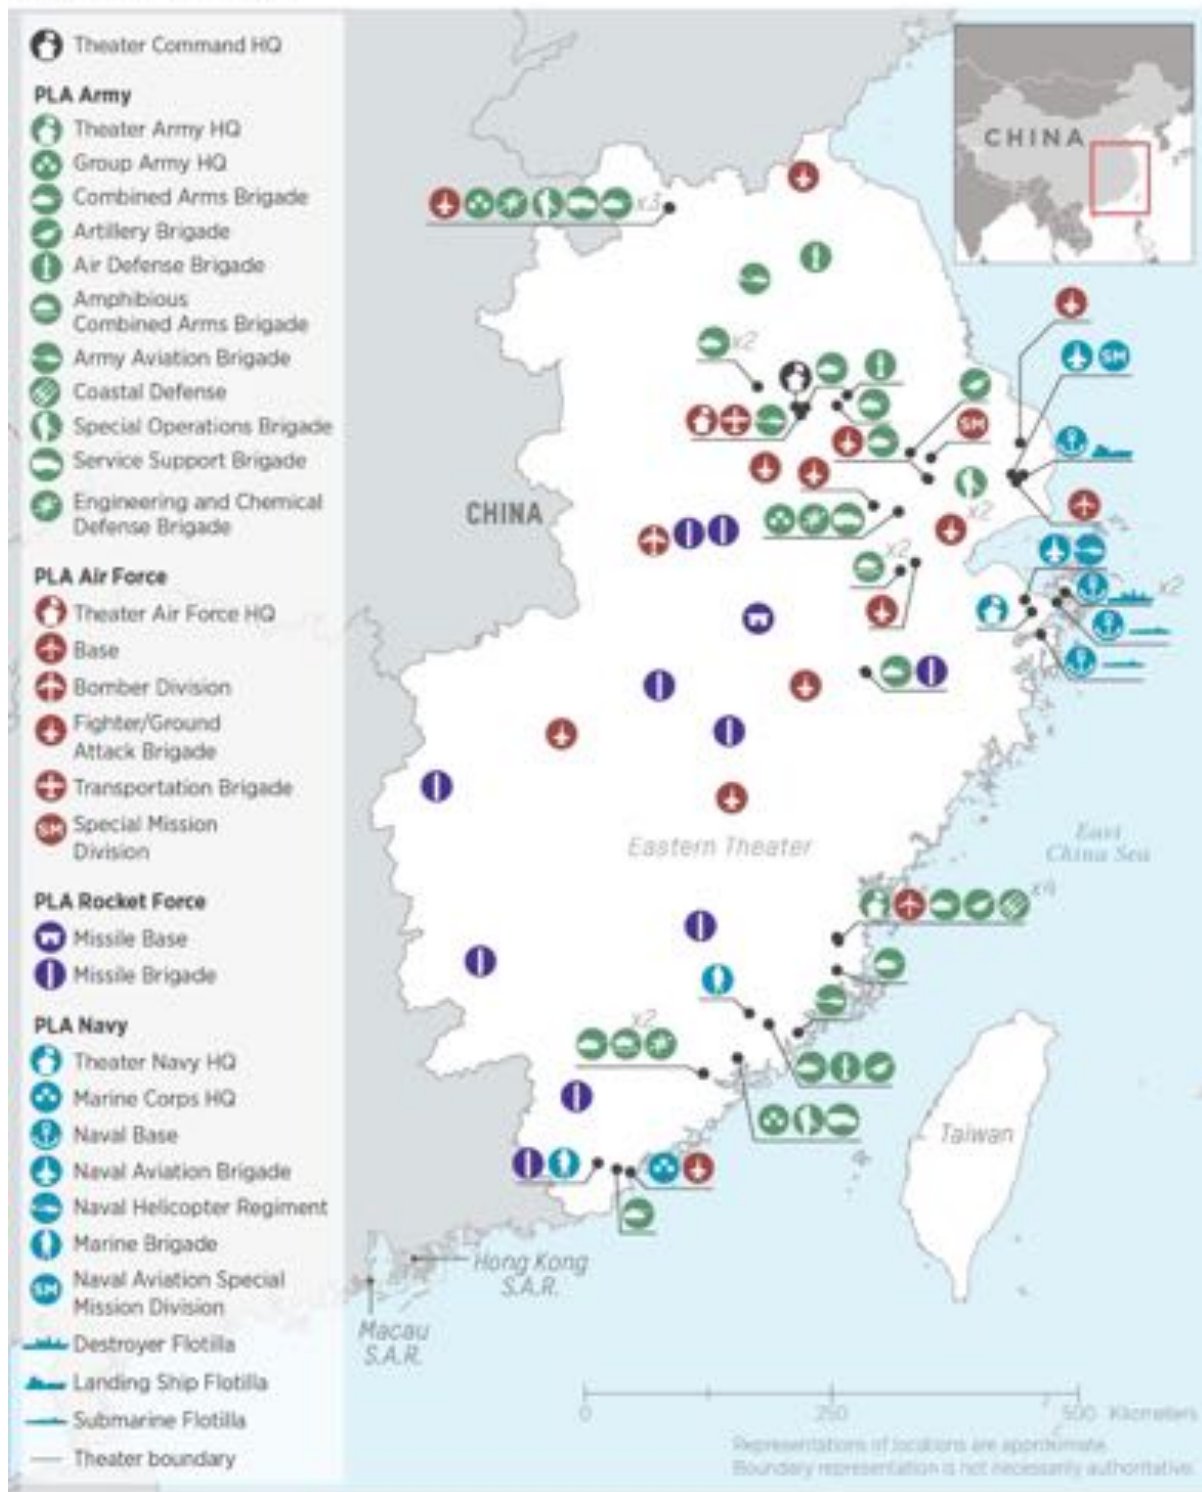 Theater Command HQ
PLA Army
Theater Army HQ
Group Army HQ
Combined Arms Brigade
Artillery Brigade
Air Defense Brigade
Amphibious
Combined Arms Brigade
Army Aviation Brigade
Coastal Defense
Special Operations Brigade
Service Support Brigade
Engineering and Chemical
Defense Brigade
PLA Air Force
Theater Air Force HQ
Base
Bomber Division
Fighter/Ground
Attack Brigade
Transportation Brigade
SM
Special Mission
Division
PLA Rocket Force
Missile Base
Missile Brigade
PLA Navy
Theater Navy HQ
Marine Corps HQ
Naval Base
Naval Aviation Brigade
Naval Helicopter Regiment
Marine Brigade
SM
Naval Aviation Special
Mission Division
Destroyer Flotilla
Landing Ship Flotilla
Submarine Flotilla
Theater boundary
CHINA
x3
x2
SM
SM
x2
CHINA
x2
x2
Eastern Theater
East
China Sea
x4
x2
Taiwan
Hong Kong
S.A.R.
Macau
S.A.R.
0 250 500 Kilometers
Representations of locations are approximate.
Boundary representation is not necessarily authoritative.